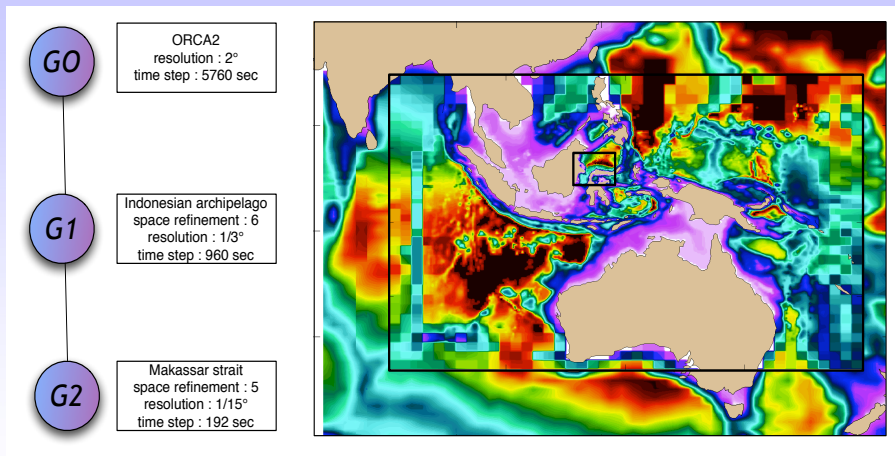 G0
ORCA2
resolution : 2°
time step : 5760 sec
G1
Indonesian archipelago
space refinement : 6
resolution : 1/3°
time step : 960 sec
G2
Makassar strait
space refinement : 5
resolution : 1/15°
time step : 192 sec